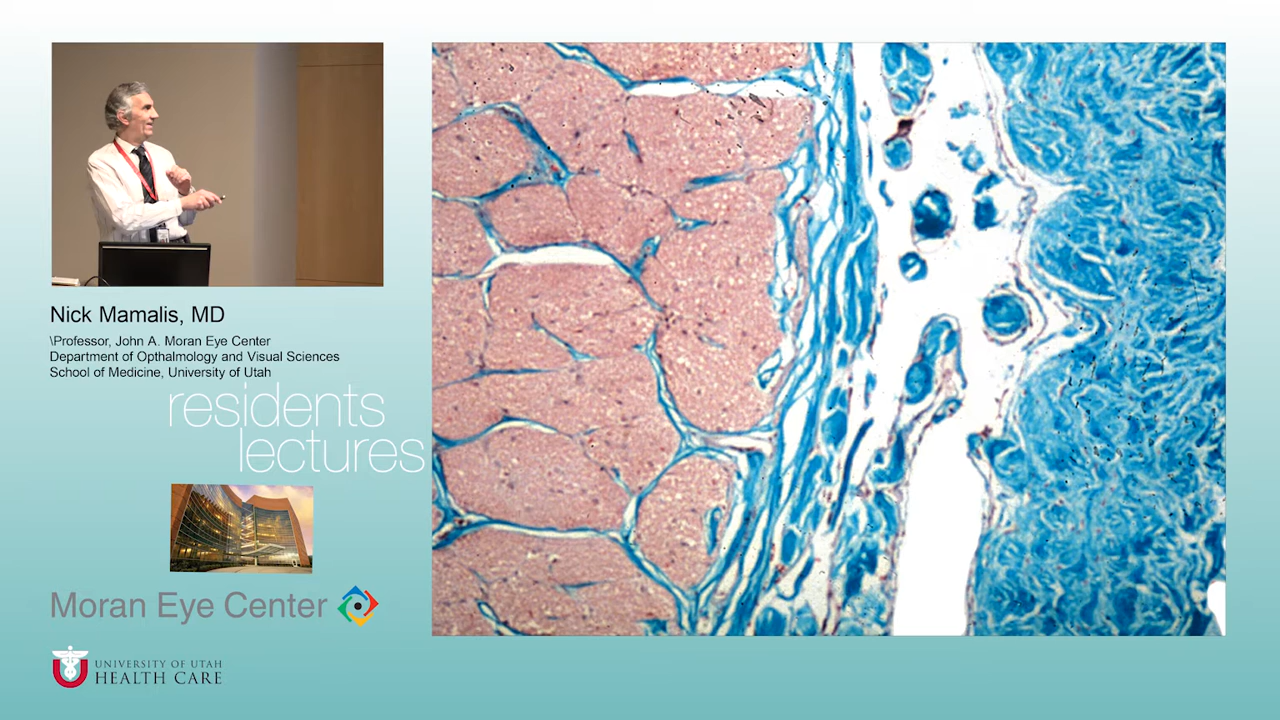 Nick Mamalis, MD
\Professor, John A. Moran Eye Center
Department of Opthalmology and Visual Sciences
School of Medicine, University of Utah
residents
lectures
Moran Eye Center
UNIVERSITY OF UTAH
HEALTH CARE